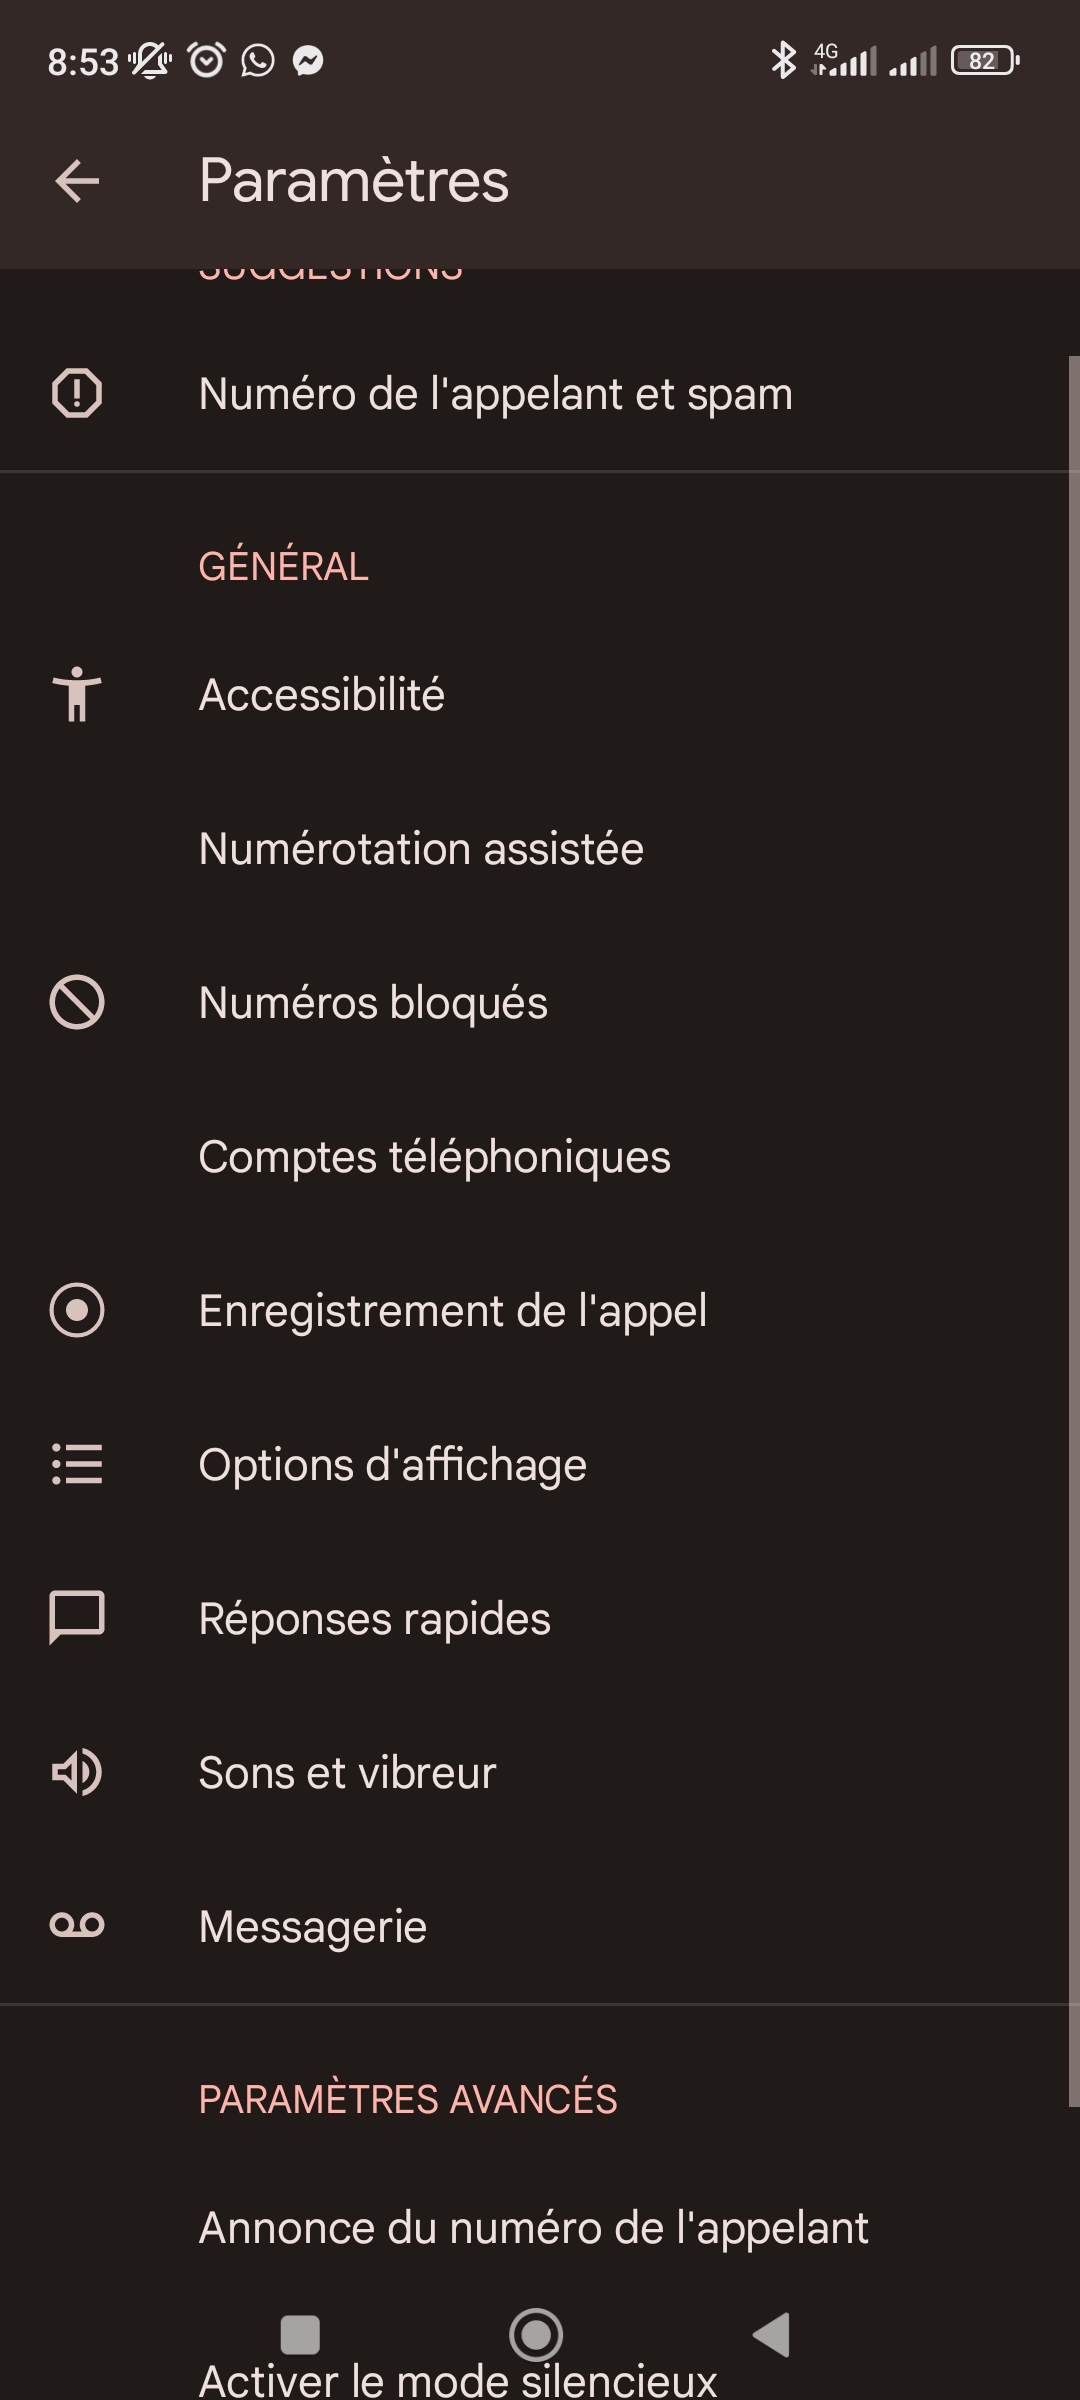 8:53
4G
82
Paramètres
SUGGESTIONS
Numéro de l'appelant et spam
GÉNÉRAL
Accessibilité
Numérotation assistée
Numéros bloqués
Comptes téléphoniques
Enregistrement de l'appel
Options d'affichage
Réponses rapides
Sons et vibreur
Messagerie
PARAMÈTRES AVANCÉS
Annonce du numéro de l'appelant
Activer le mode silencieux